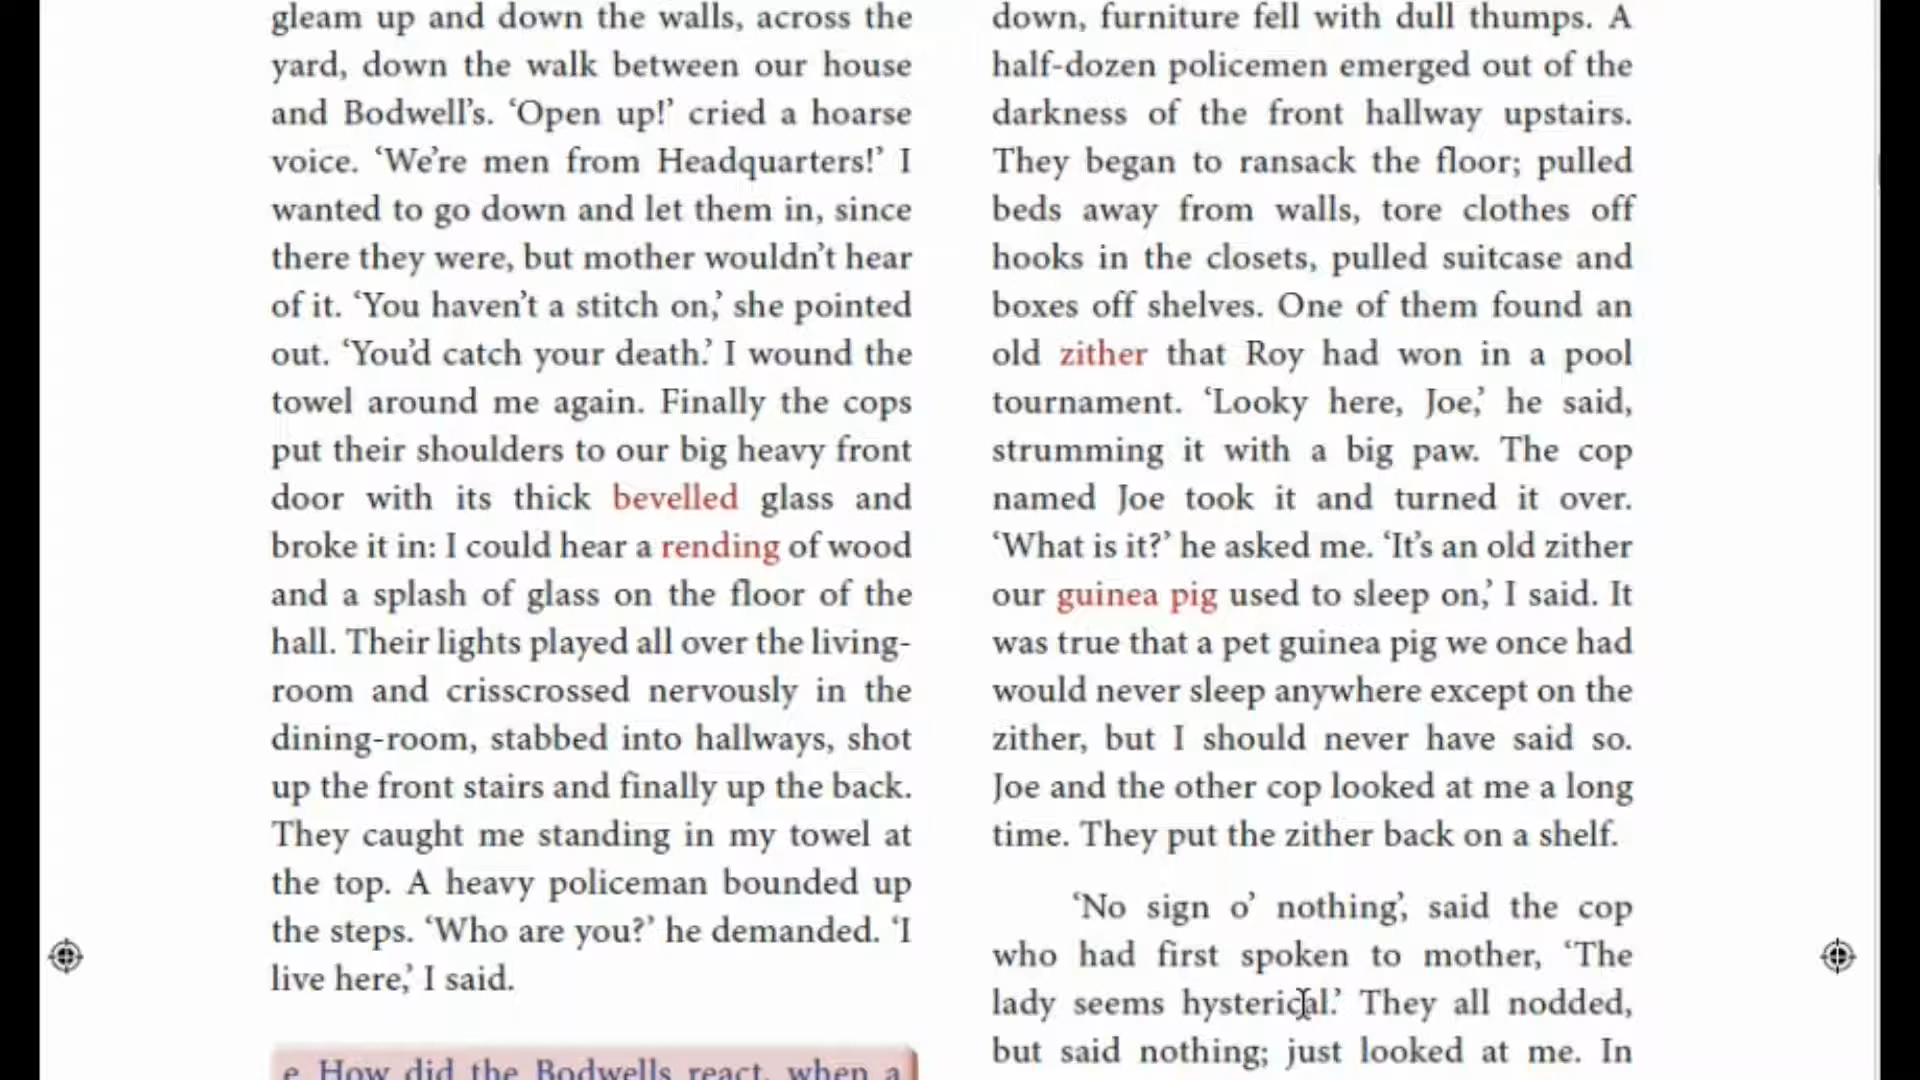 gleam up and down the walls, across the
yard, down the walk between our house
and Bodwell’s. ‘Open up!’ cried a hoarse
voice. ‘We’re men from Headquarters!’ I
wanted to go down and let them in, since
there they were, but mother wouldn’t hear
of it. ‘You haven’t a stitch on,’ she pointed
out. ‘You’d catch your death.’ I wound the
towel around me again. Finally the cops
put their shoulders to our big heavy front
door with its thick bevelled glass and
broke it in: I could hear a rending of wood
and a splash of glass on the floor of the
hall. Their lights played all over the living-
room and crisscrossed nervously in the
dining-room, stabbed into hallways, shot
up the front stairs and finally up the back.
They caught me standing in my towel at
the top. A heavy policeman bounded up
the steps. ‘Who are you?’ he demanded. ‘I
live here,’ I said.
e. How did the Bodwells react, when a
down, furniture fell with dull thumps. A
half-dozen policemen emerged out of the
darkness of the front hallway upstairs.
They began to ransack the floor; pulled
beds away from walls, tore clothes off
hooks in the closets, pulled suitcase and
boxes off shelves. One of them found an
old zither that Roy had won in a pool
tournament. ‘Looky here, Joe,’ he said,
strumming it with a big paw. The cop
named Joe took it and turned it over.
‘What is it?’ he asked me. ‘It’s an old zither
our guinea pig used to sleep on,’ I said. It
was true that a pet guinea pig we once had
would never sleep anywhere except on the
zither, but I should never have said so.
Joe and the other cop looked at me a long
time. They put the zither back on a shelf.
‘No sign o’ nothing’, said the cop
who had first spoken to mother, ‘The
lady seems hysterical.’ They all nodded,
but said nothing; just looked at me. In